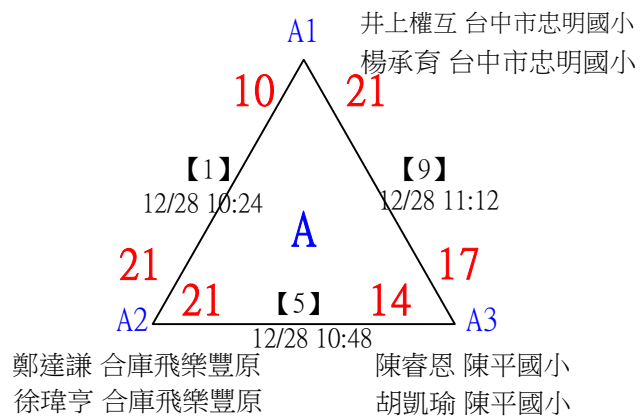 A1
井上權互 台中市忠明國小
楊承育 台中市忠明國小
10
21
【1】
12/28 10:24
【9】
12/28 11:12
A
21
17
21
【5】
14
A2
12/28 10:48
A3
鄭達謙 合庫飛樂豐原
徐瑋亨 合庫飛樂豐原
陳睿恩 陳平國小
胡凱瑜 陳平國小